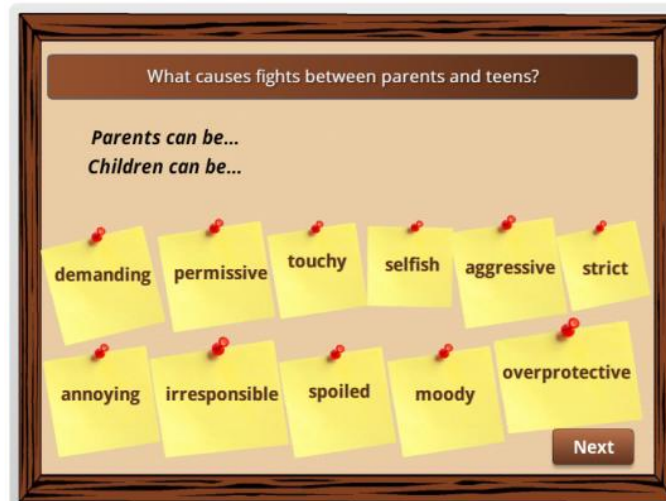 What causes fights between parents and teens?
Parents can be...
Children can be...
demanding
permissive
touchy
selfish
aggressive
strict
annoying
irresponsible
spoiled
moody
overprotective
Next